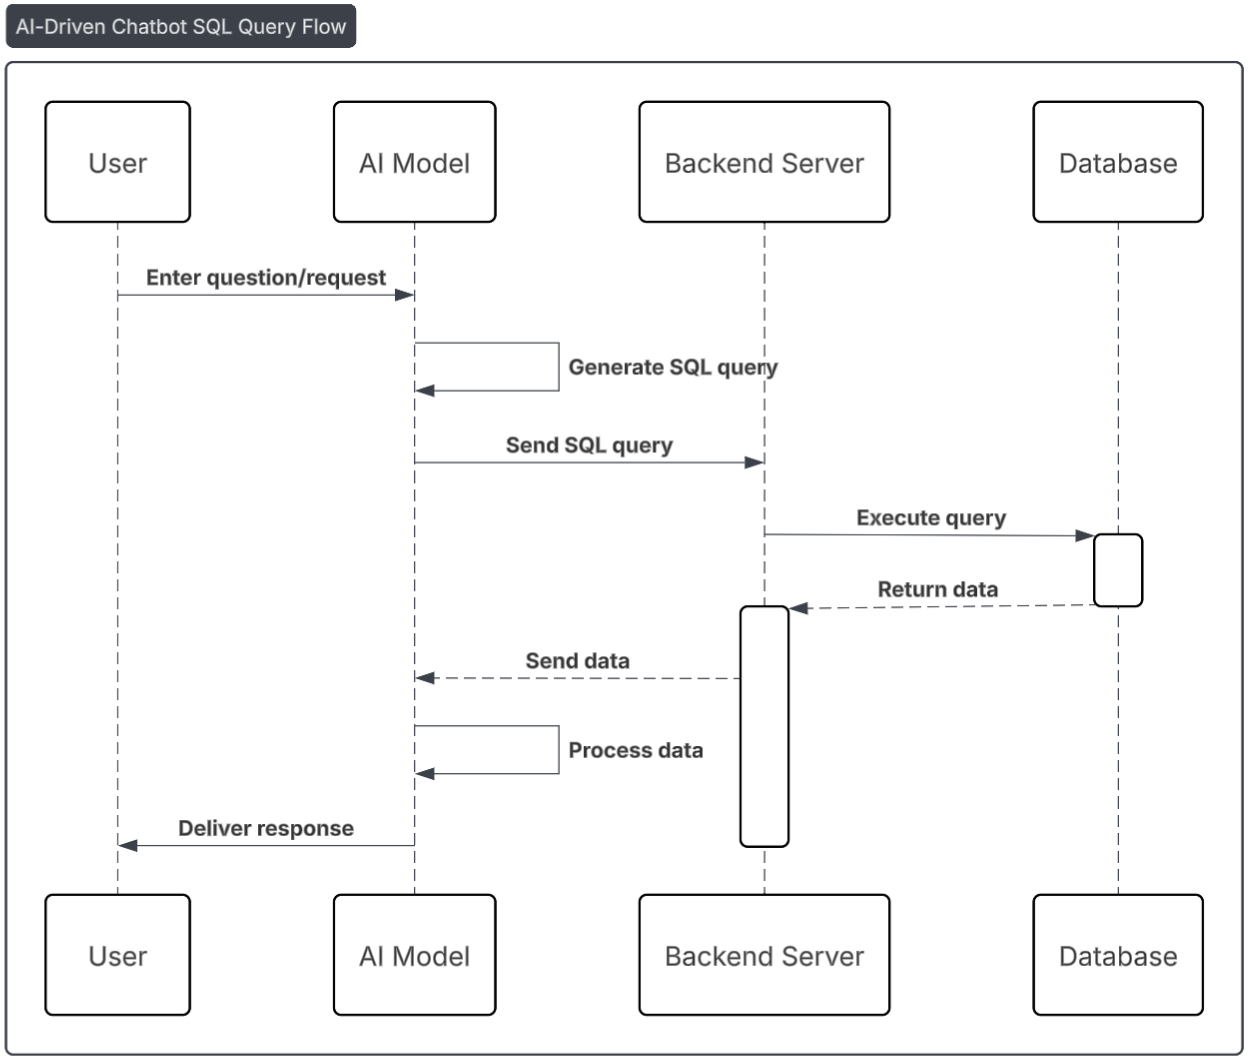 AI-Driven Chatbot SQL Query Flow
User
AI Model
Backend Server
Database
Enter question/request
Generate SQL query
Send SQL query
Execute query
Return data
Send data
Process data
Deliver response
User
AI Model
Backend Server
Database